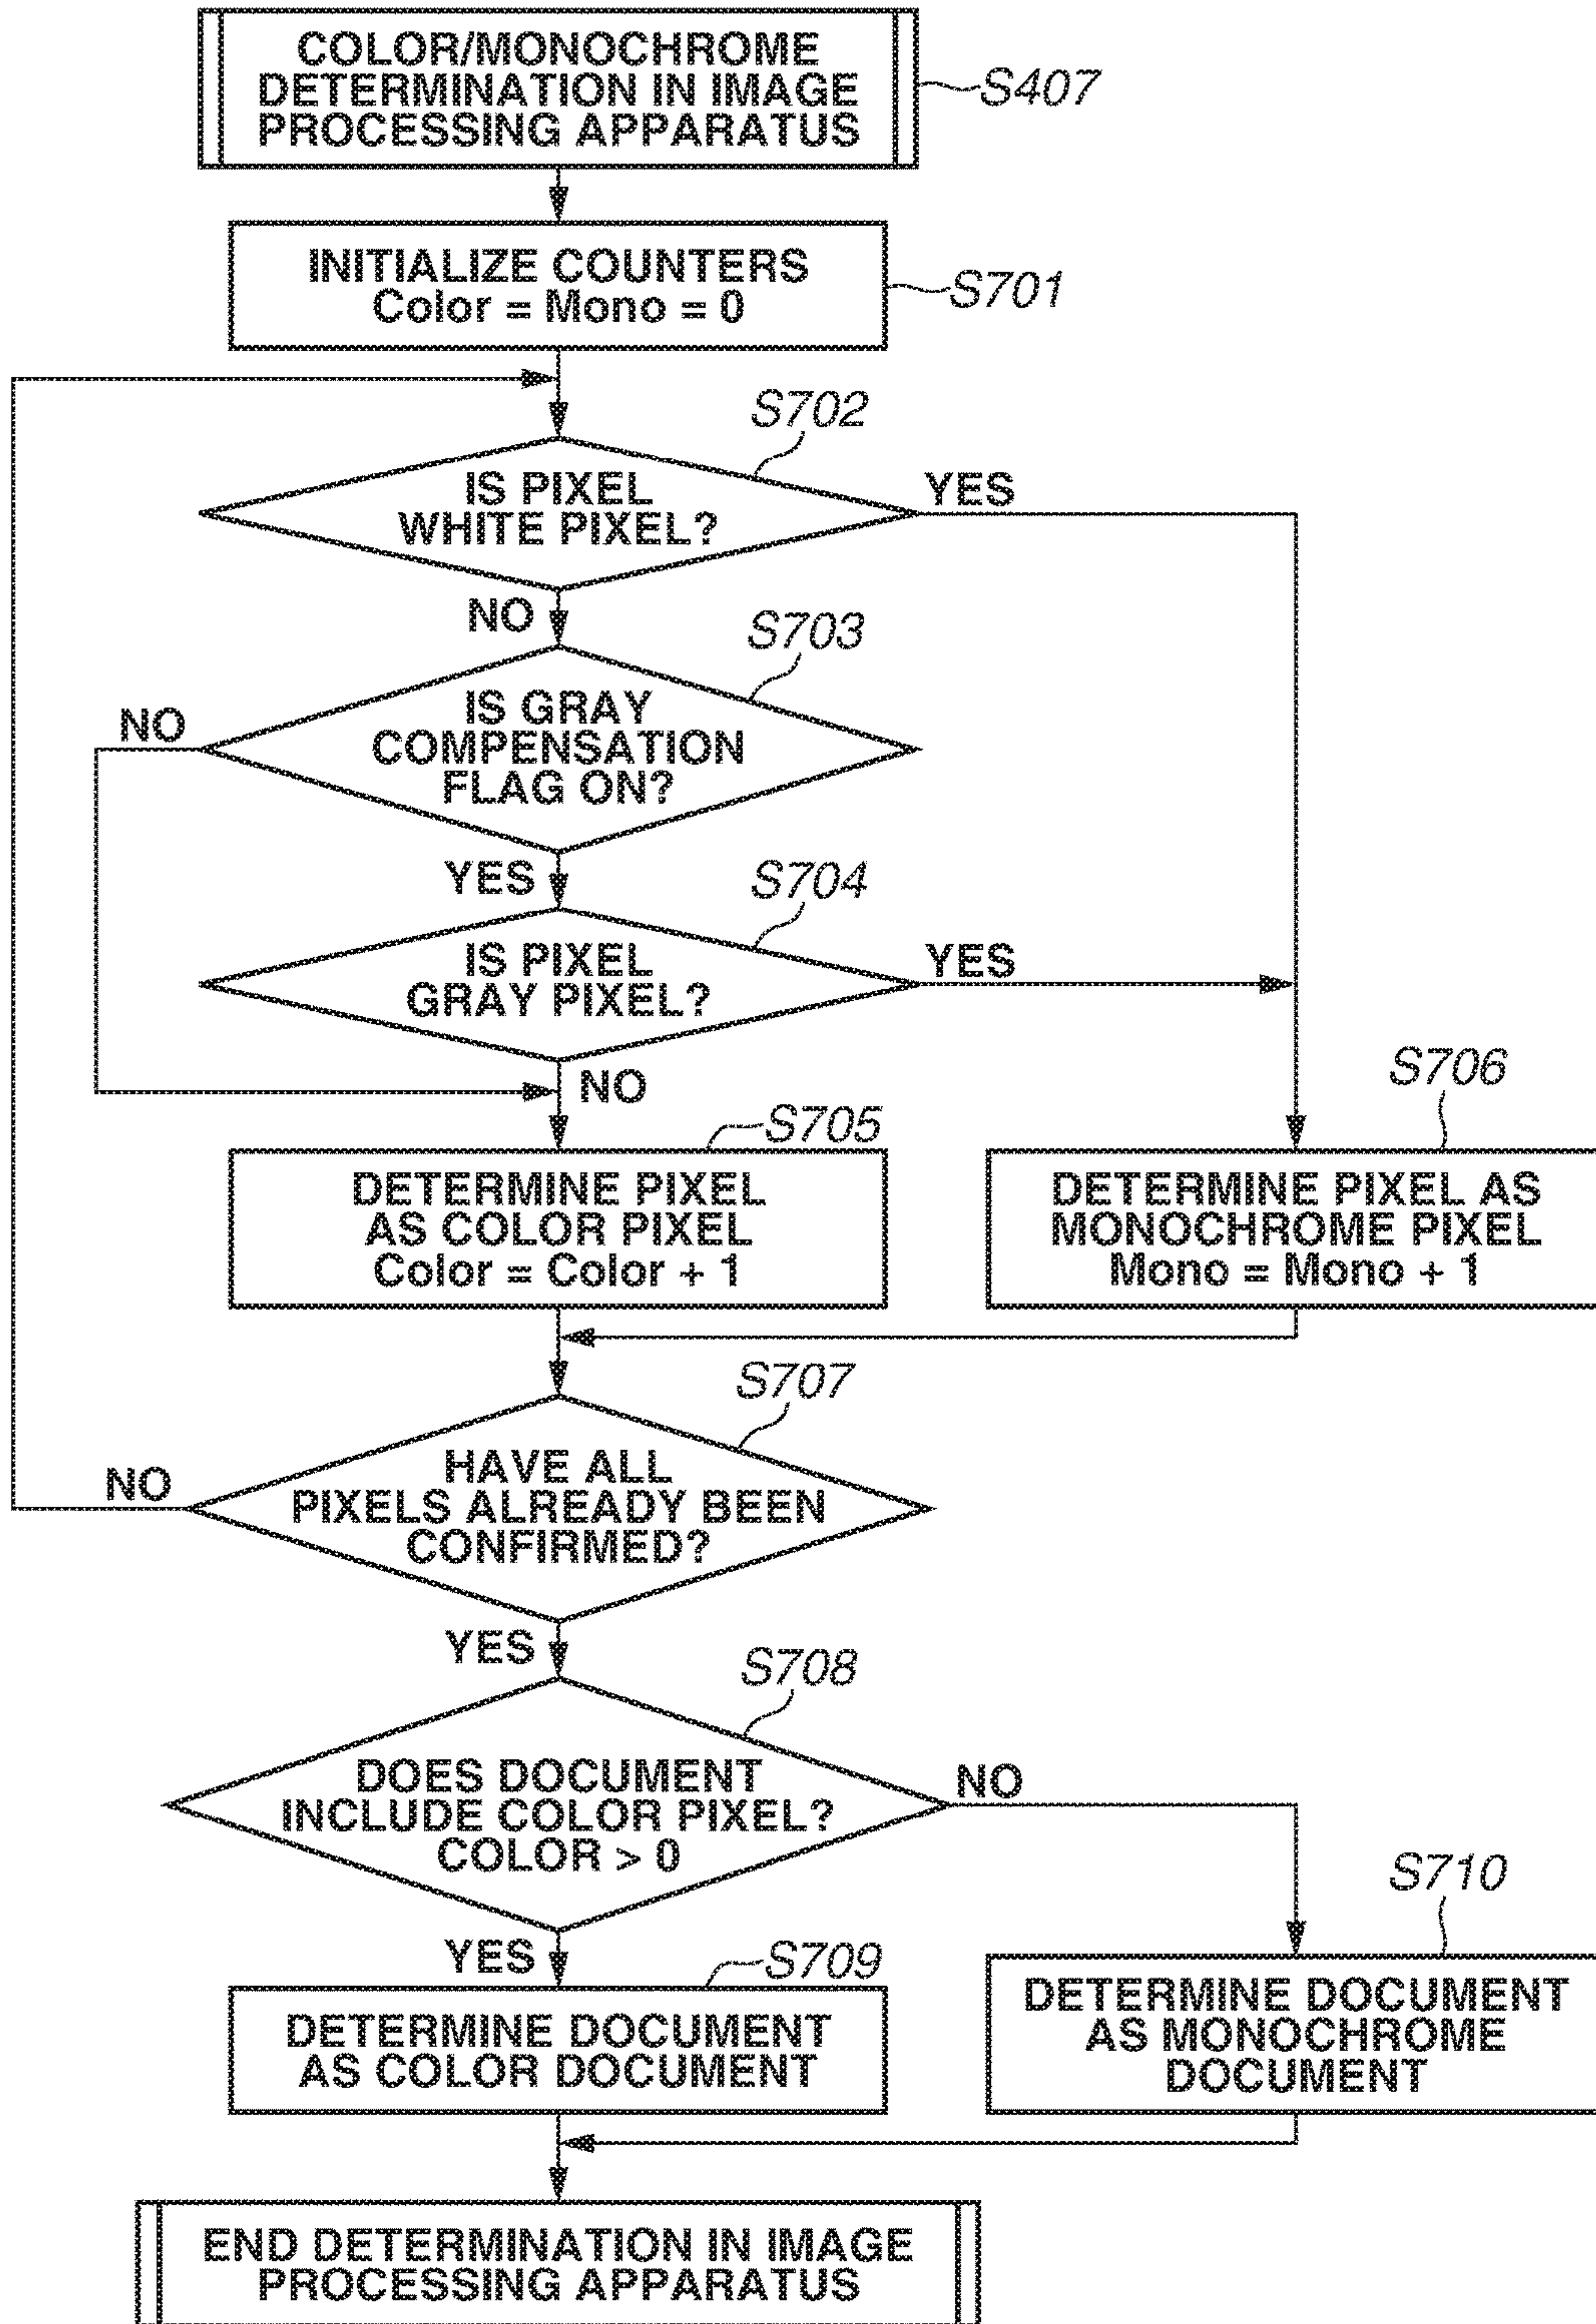 COLOR/MONOCHROME
DETERMINATION IN IMAGE
PROCESSING APPARATUS
S407
INITIALIZE COUNTERS
Color = Mono = 0
S701
S702
IS PIXEL
WHITE PIXEL?
YES
NO
S703
IS GRAY
COMPENSATION
FLAG ON?
NO
YES
S704
IS PIXEL
GRAY PIXEL?
YES
NO
S705
DETERMINE PIXEL
AS COLOR PIXEL
Color = Color + 1
S706
DETERMINE PIXEL AS
MONOCHROME PIXEL
Mono = Mono + 1
S707
HAVE ALL
PIXELS ALREADY BEEN
CONFIRMED?
NO
YES
S708
DOES DOCUMENT
INCLUDE COLOR PIXEL?
COLOR > 0
NO
YES
S709
DETERMINE DOCUMENT
AS COLOR DOCUMENT
S710
DETERMINE DOCUMENT
AS MONOCHROME
DOCUMENT
END DETERMINATION IN IMAGE
PROCESSING APPARATUS